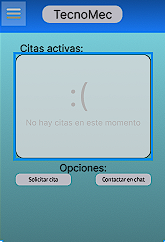 TecnoMec
Citas activas:
:(
No hay citas en este momento
Opciones:
Solicitar cita
Contactar en chat